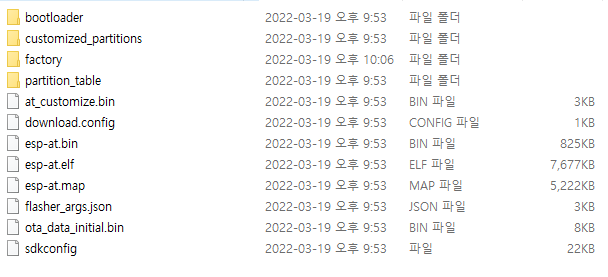 bootloader 2022-03-19 오후 9:53 파일 폴더
customized_partitions 2022-03-19 오후 9:53 파일 폴더
factory 2022-03-19 오후 10:06 파일 폴더
partition_table 2022-03-19 오후 9:53 파일 폴더
at_customize.bin 2022-03-19 오후 9:53 BIN 파일 3KB
download.config 2022-03-19 오후 9:53 CONFIG 파일 1KB
esp-at.bin 2022-03-19 오후 9:53 BIN 파일 825KB
esp-at.elf 2022-03-19 오후 9:53 ELF 파일 7,677KB
esp-at.map 2022-03-19 오후 9:53 MAP 파일 5,222KB
flasher_args.json 2022-03-19 오후 9:53 JSON 파일 3KB
ota_data_initial.bin 2022-03-19 오후 9:53 BIN 파일 8KB
sdkconfig 2022-03-19 오후 9:53 파일 22KB